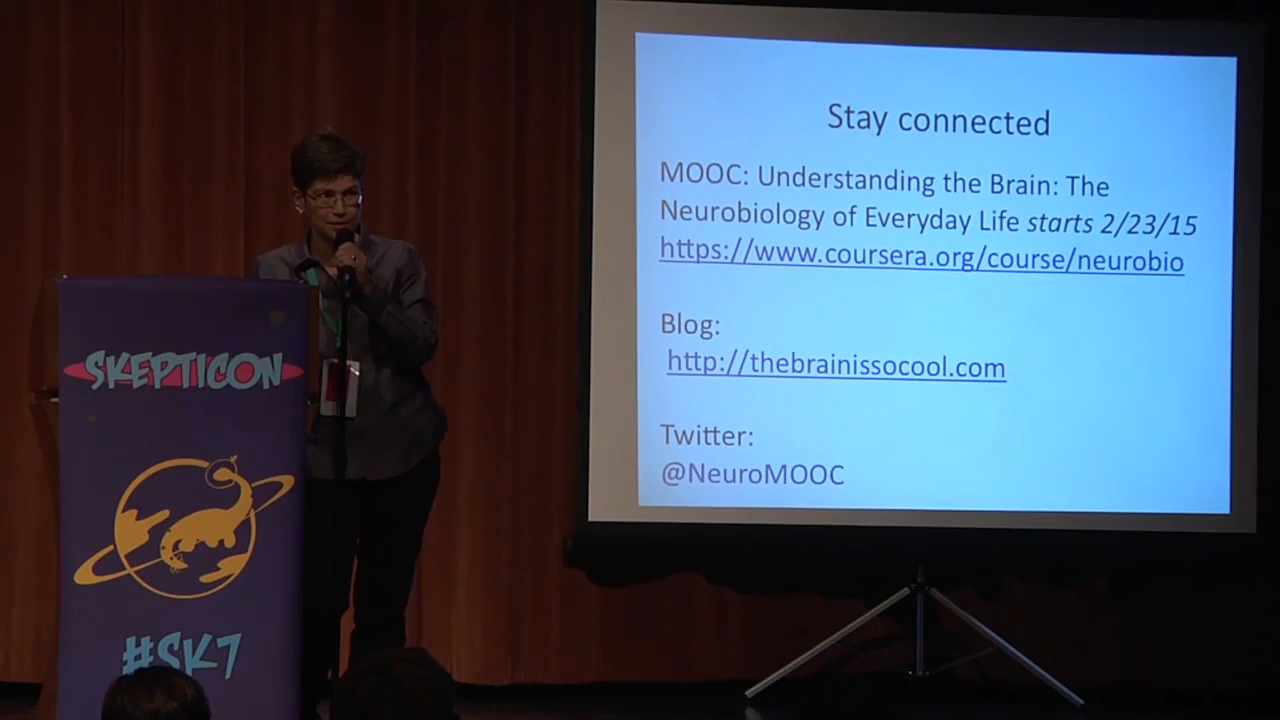 Stay connected
MOOC: Understanding the Brain: The
Neurobiology of Everyday Life starts 2/23/15
https://www.coursera.org/course/neurobio
Blog:
http://thebrainissocool.com
Twitter:
@NeuroMOOC
SKEPTICON
#SK7